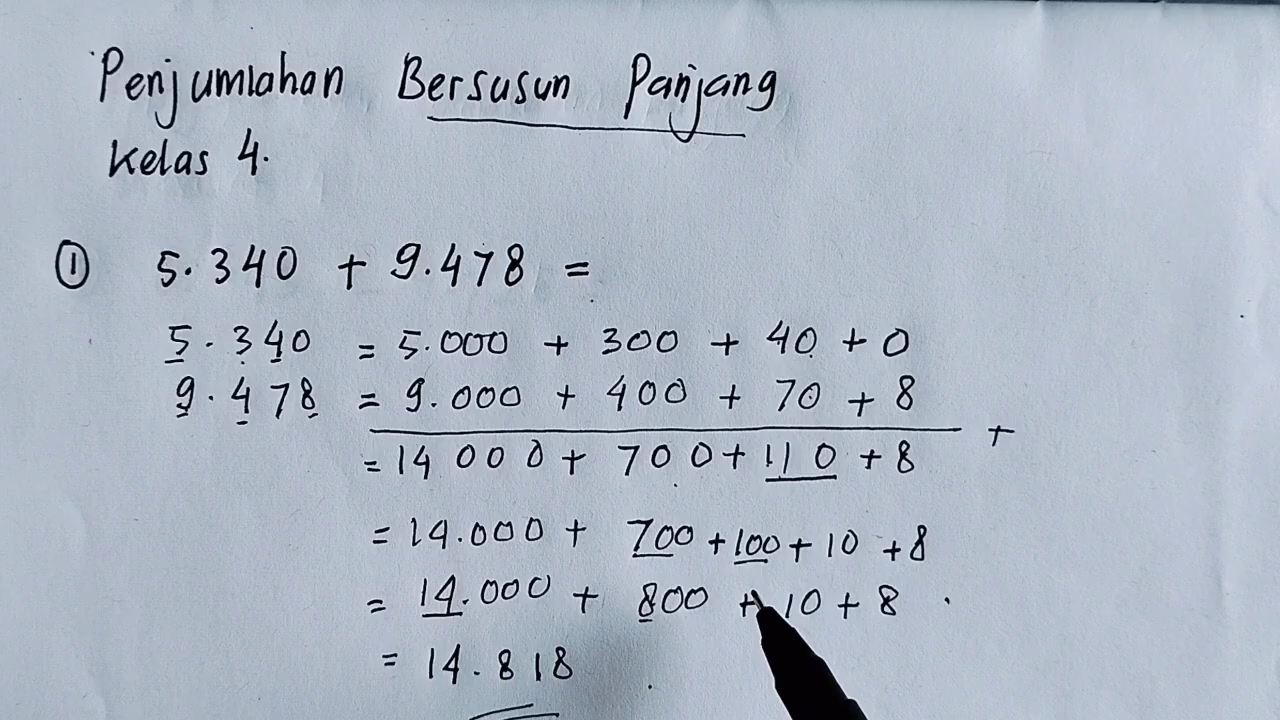 Penjumlahan Bersusun Panjang
Kelas 4.
① 5.340 + 9.478 =
5.340 = 5.000 + 300 + 40 + 0
9.478 = 9.000 + 400 + 70 + 8
+
= 14 000 + 700 + 110 + 8
= 14.000 + 700 + 100 + 10 + 8
= 14.000 + 800 + 10 + 8 .
= 14.818